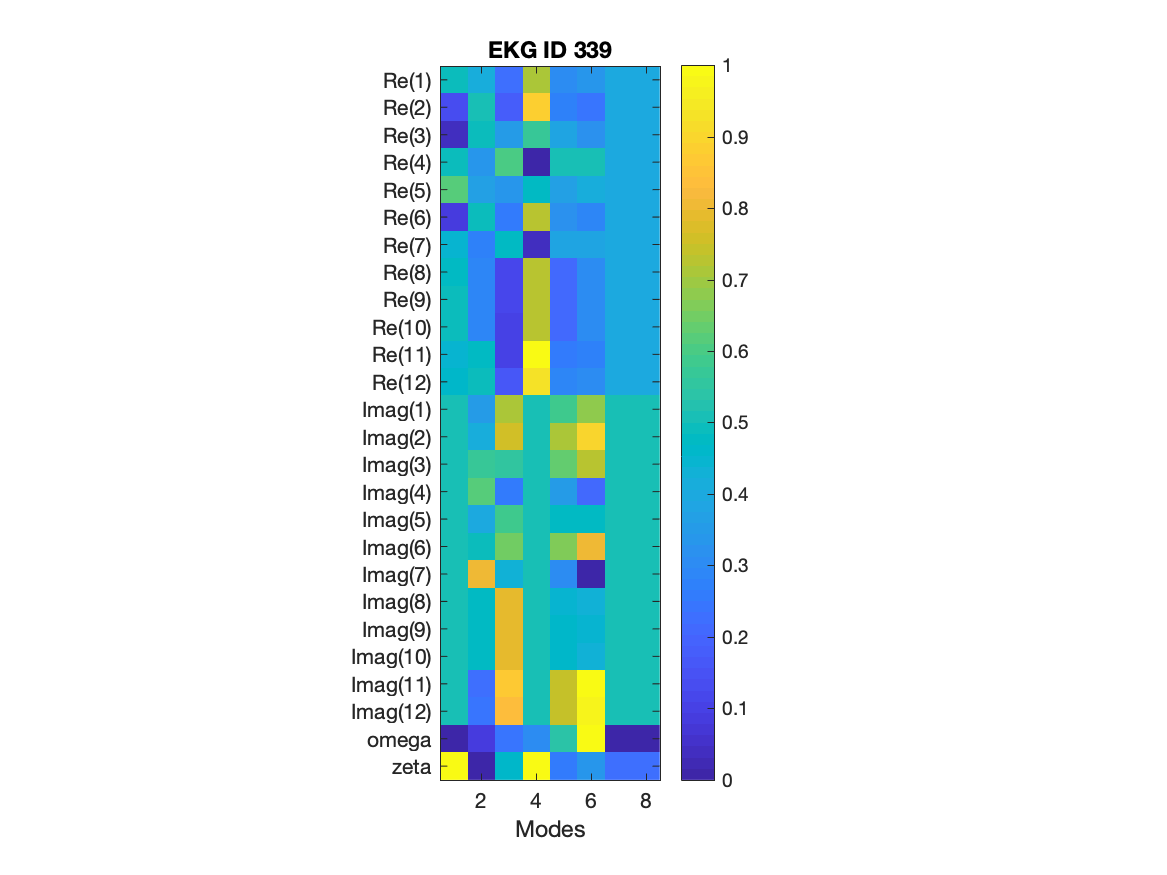 EKG ID 339
Re(1)
Re(2)
Re(3)
Re(4)
Re(5)
Re(6)
Re(7)
Re(8)
Re(9)
Re(10)
Re(11)
Re(12)
Imag(1)
Imag(2)
Imag(3)
Imag(4)
Imag(5)
Imag(6)
Imag(7)
Imag(8)
Imag(9)
Imag(10)
Imag(11)
Imag(12)
omega
zeta
2 4 6 8
Modes
1
0.9
0.8
0.7
0.6
0.5
0.4
0.3
0.2
0.1
0